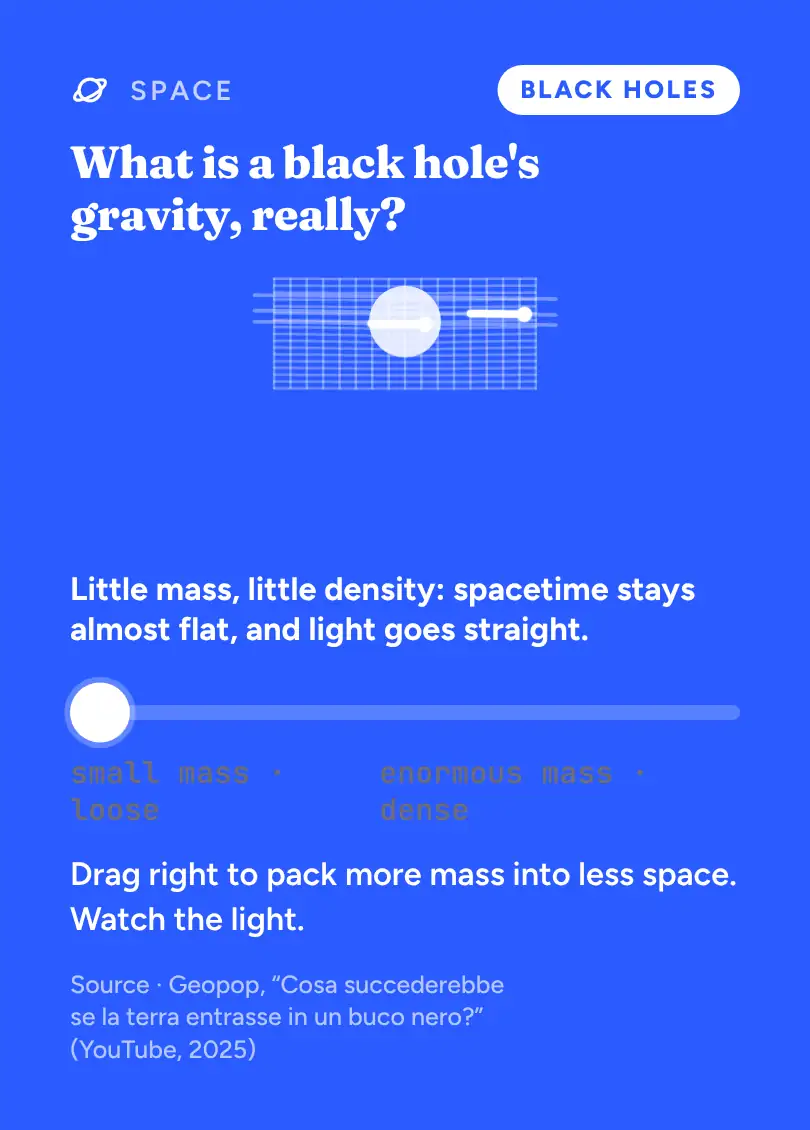 SPACE
BLACK HOLES
What is a black hole's
gravity, really?
Little mass, little density: spacetime stays
almost flat, and light goes straight.
small mass ·
loose
enormous mass ·
dense
Drag right to pack more mass into less space.
Watch the light.
Source · Geopop, “Cosa succederebbe
se la terra entrasse in un buco nero?”
(YouTube, 2025)